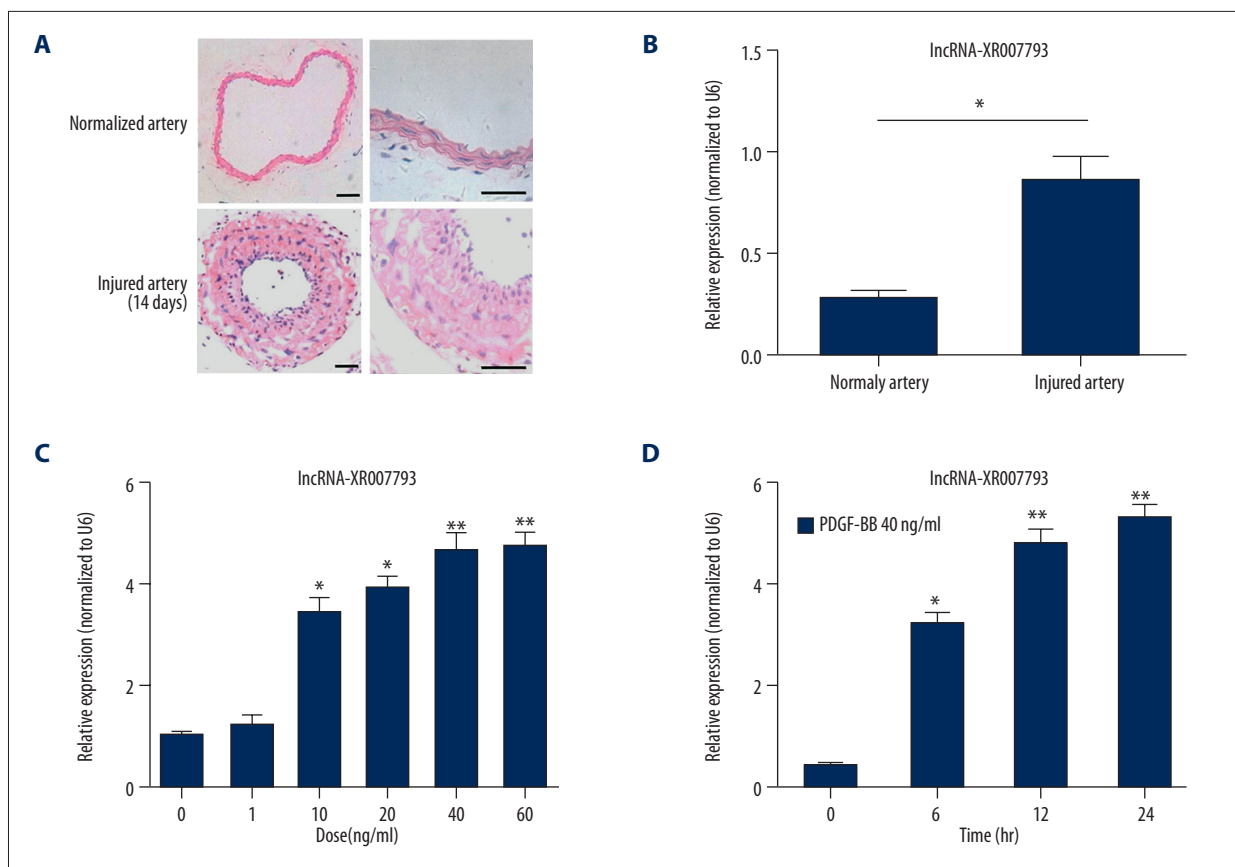 A
Normalized artery
Injured artery
(14 days)
B
lncRNA-XR007793
Relative expression (normalized to U6)
1.5
1.0
0.5
0.0
*
Normaly artery Injured artery
C
lncRNA-XR007793
Relative expression (normalized to U6)
6
4
2
0
* * ** **
0 1 10 20 40 60
Dose(ng/ml)
D
lncRNA-XR007793
Relative expression (normalized to U6)
6
4
2
0
PDGF-BB 40 ng/ml
* ** **
0 6 12 24
Time (hr)